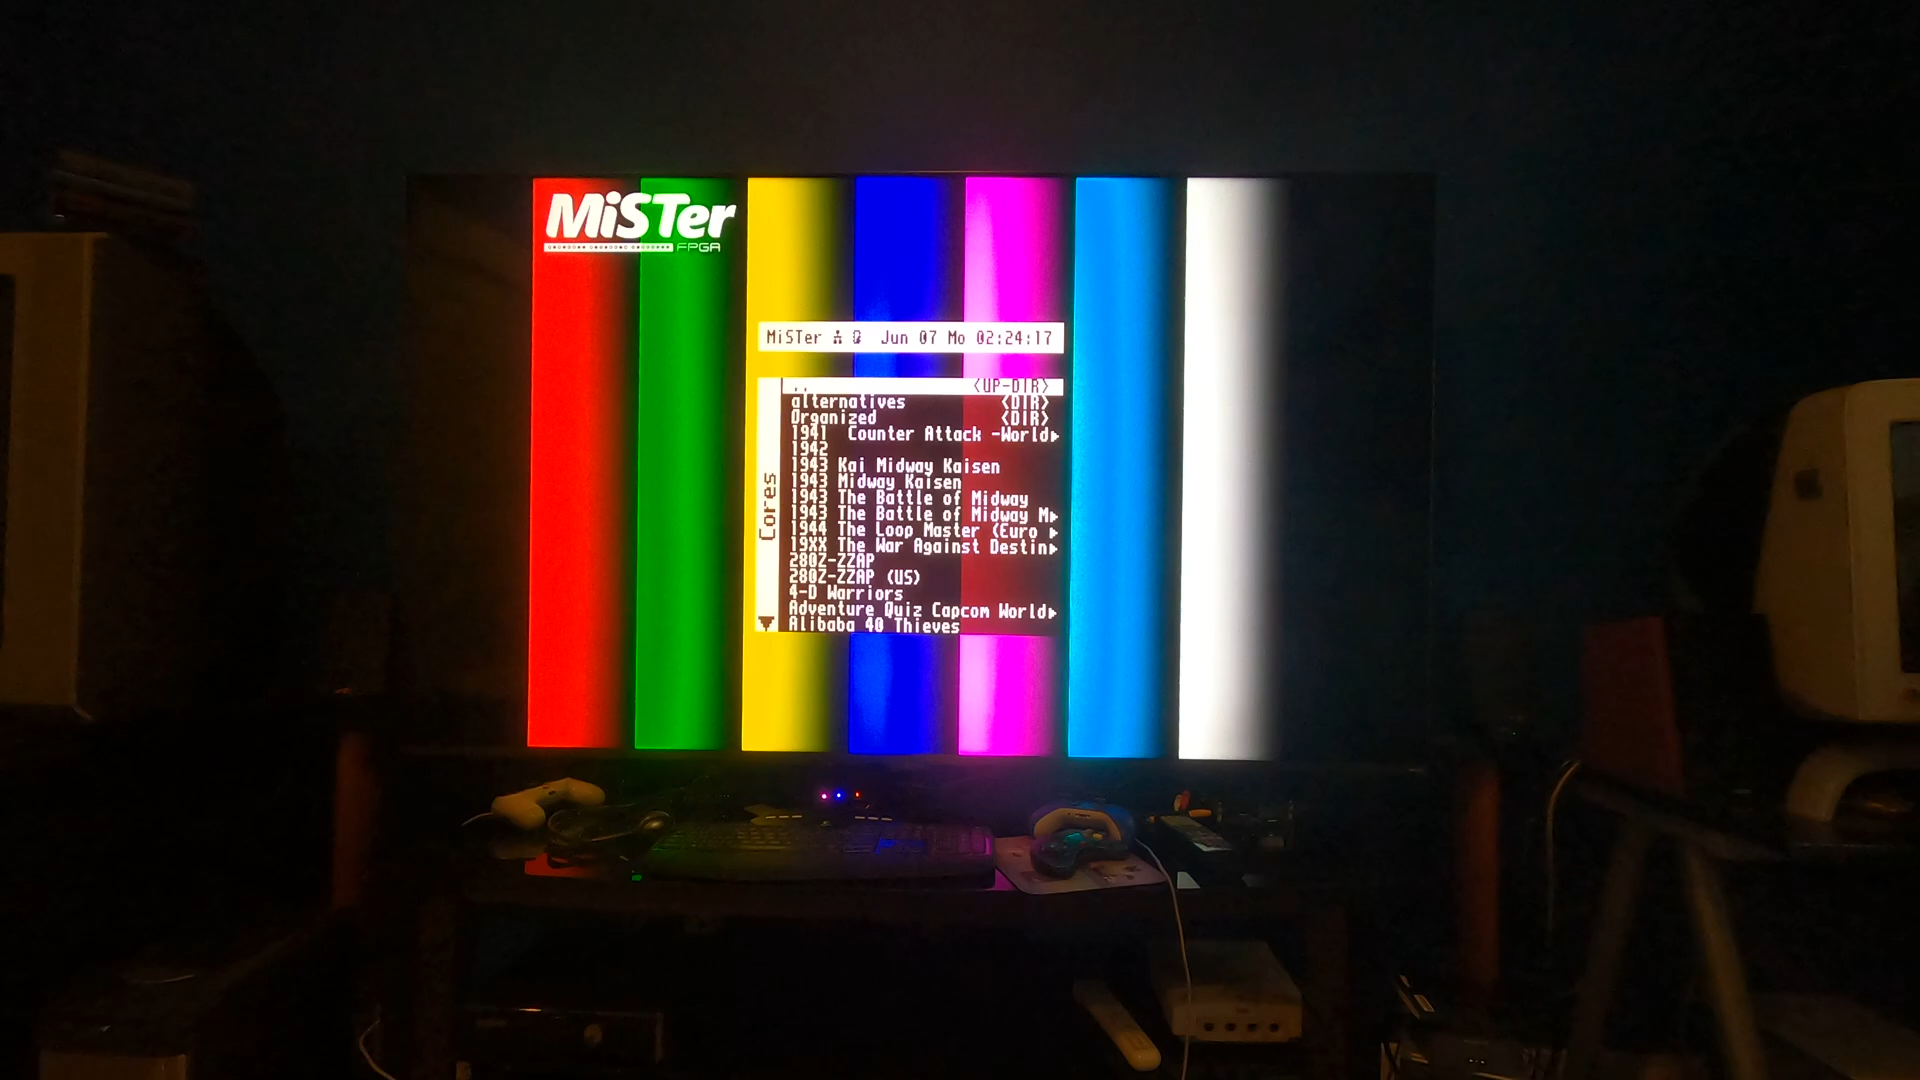 MiSTer
FPGA
MiSTer Jun 07 Mo 02:24:17
Cores
.. <UP-DIR>
alternatives <DIR>
Organized <DIR>
1941 Counter Attack -World
1942
1943 Kai Midway Kaisen
1943 Midway Kaisen
1943 The Battle of Midway
1943 The Battle of Midway M
1944 The Loop Master (Euro
19XX The War Against Destin
280Z-ZZAP
280Z-ZZAP (US)
4-D Warriors
Adventure Quiz Capcom World
Alibaba 40 Thieves